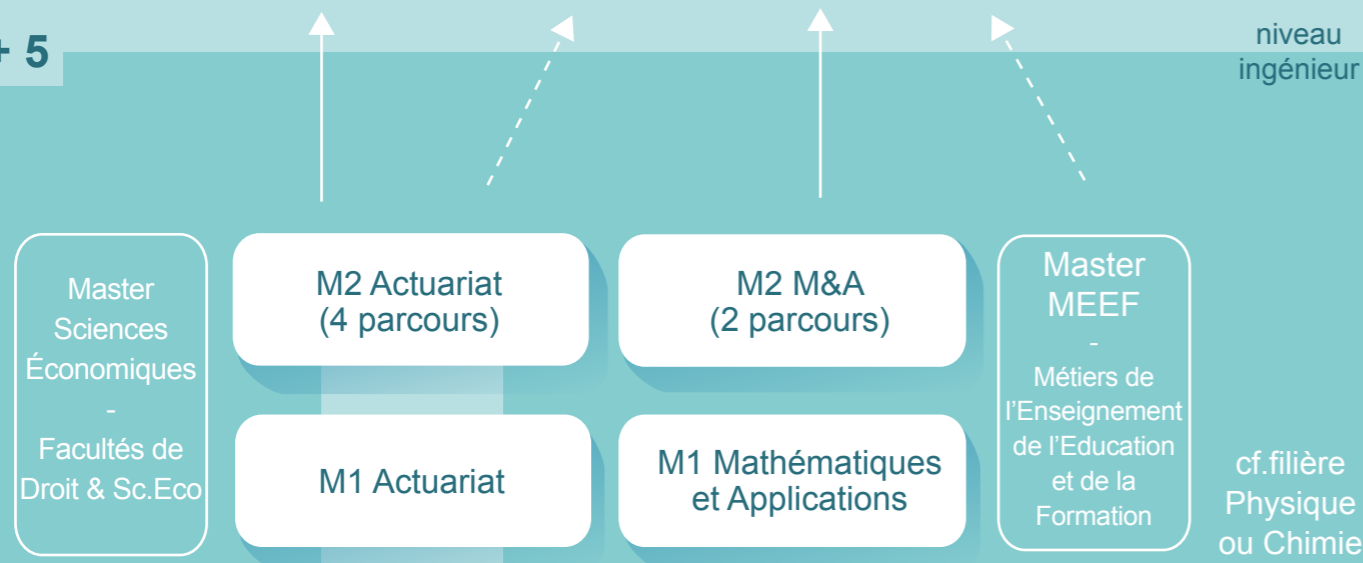 + 5
niveau
ingénieur
Master
Sciences
Économiques
-
Facultés de
Droit & Sc.Eco
M2 Actuariat
(4 parcours)
M1 Actuariat
M2 M&A
(2 parcours)
M1 Mathématiques
et Applications
Master
MEEF
-
Métiers de
l'Enseignement
de l'Education
et de la
Formation
cf.filière
Physique
ou Chimie